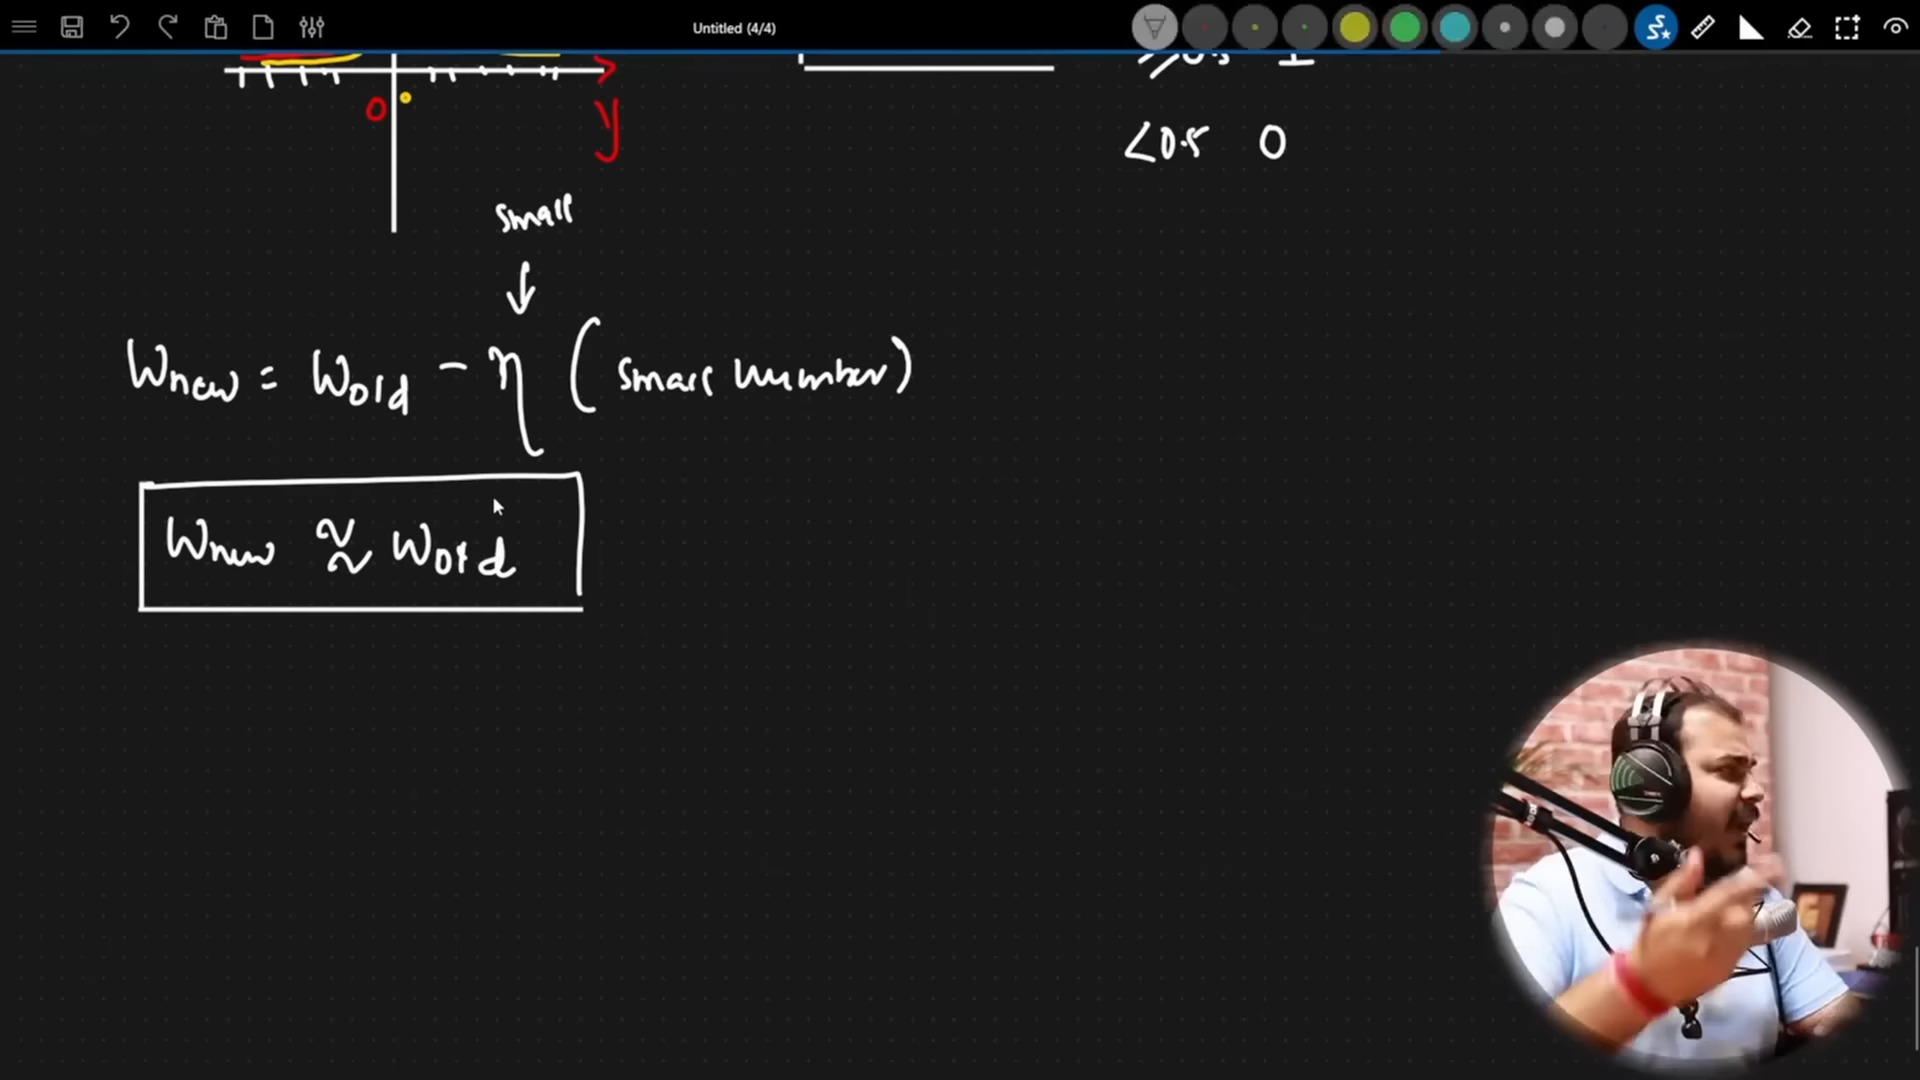 Untitled (4/4)
0
y
<0.5 0
small
↓
Wnew = Wold - η (small number)
Wnew ≈ Wold